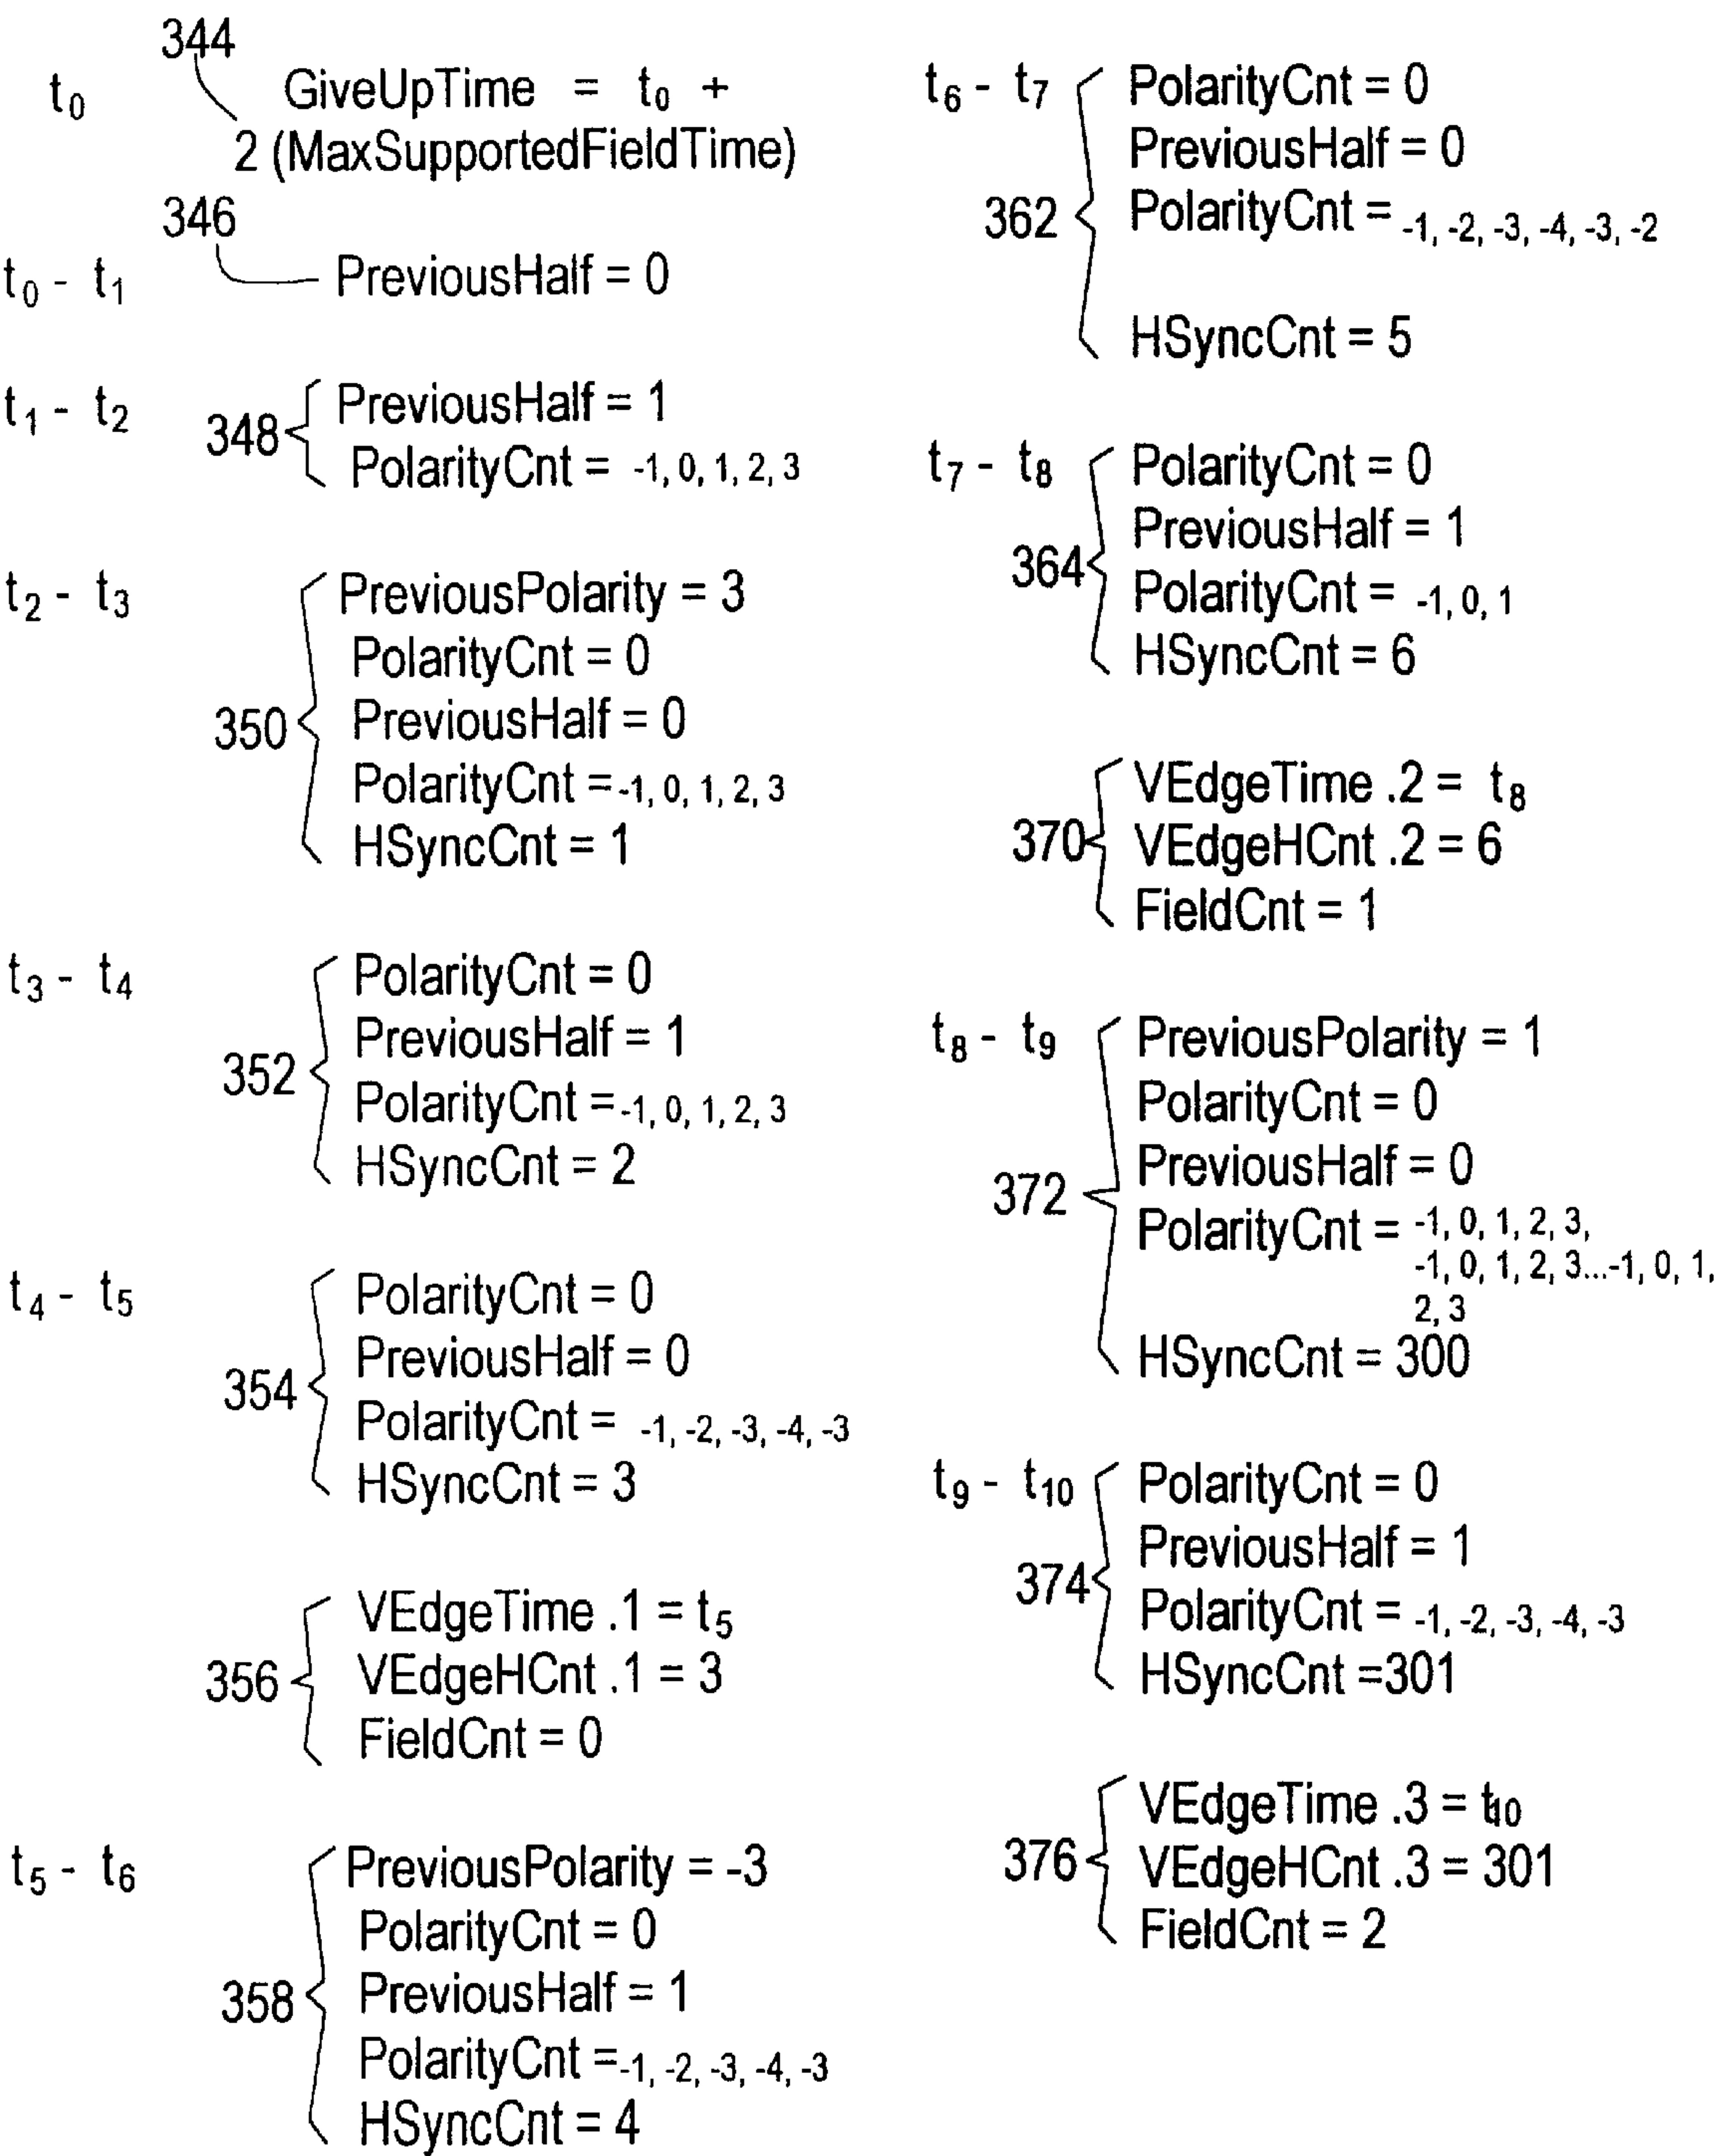 344
t0 GiveUpTime = t0 +
2 (MaxSupportedFieldTime)
346
t0 - t1 PreviousHalf = 0
t1 - t2 348 PreviousHalf = 1
PolarityCnt = -1, 0, 1, 2, 3
t2 - t3 PreviousPolarity = 3
PolarityCnt = 0
350 PreviousHalf = 0
PolarityCnt = -1, 0, 1, 2, 3
HSyncCnt = 1
t3 - t4 PolarityCnt = 0
PreviousHalf = 1
352 PolarityCnt = -1, 0, 1, 2, 3
HSyncCnt = 2
t4 - t5 PolarityCnt = 0
PreviousHalf = 0
354 PolarityCnt = -1, -2, -3, -4, -3
HSyncCnt = 3
VEdgeTime .1 = t5
356 VEdgeHCnt .1 = 3
FieldCnt = 0
t5 - t6 PreviousPolarity = -3
PolarityCnt = 0
358 PreviousHalf = 1
PolarityCnt = -1, -2, -3, -4, -3
HSyncCnt = 4
t6 - t7 PolarityCnt = 0
PreviousHalf = 0
362 PolarityCnt = -1, -2, -3, -4, -3, -2
HSyncCnt = 5
t7 - t8 PolarityCnt = 0
PreviousHalf = 1
364 PolarityCnt = -1, 0, 1
HSyncCnt = 6
VEdgeTime .2 = t8
370 VEdgeHCnt .2 = 6
FieldCnt = 1
t8 - t9 PreviousPolarity = 1
PolarityCnt = 0
PreviousHalf = 0
372 PolarityCnt = -1, 0, 1, 2, 3,
-1, 0, 1, 2, 3...-1, 0, 1,
2, 3
HSyncCnt = 300
t9 - t10 PolarityCnt = 0
PreviousHalf = 1
374 PolarityCnt = -1, -2, -3, -4, -3
HSyncCnt =301
VEdgeTime .3 = t10
376 VEdgeHCnt .3 = 301
FieldCnt = 2